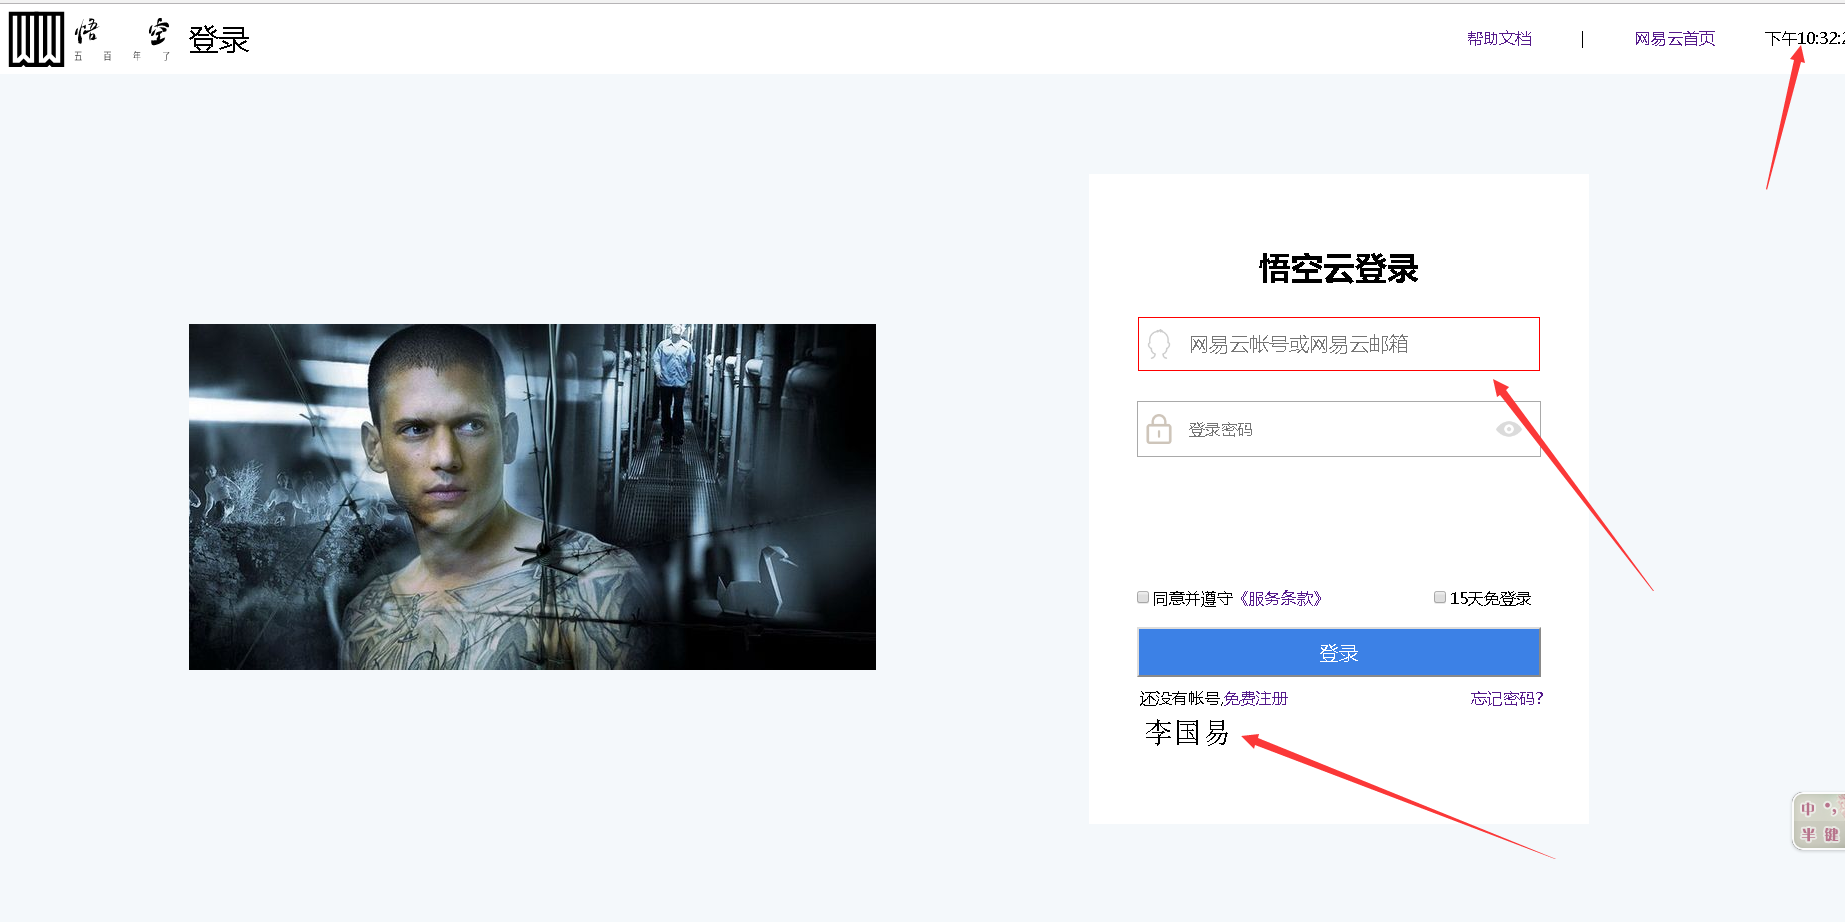 悟空 登录 帮助文档 | 网易云首页 下午10:32:2
五百年了
悟空云登录
网易云帐号或网易云邮箱
登录密码
同意并遵守《服务条款》 15天免登录
登录
还没有帐号,免费注册 忘记密码?
李国易
中 •,
半 键